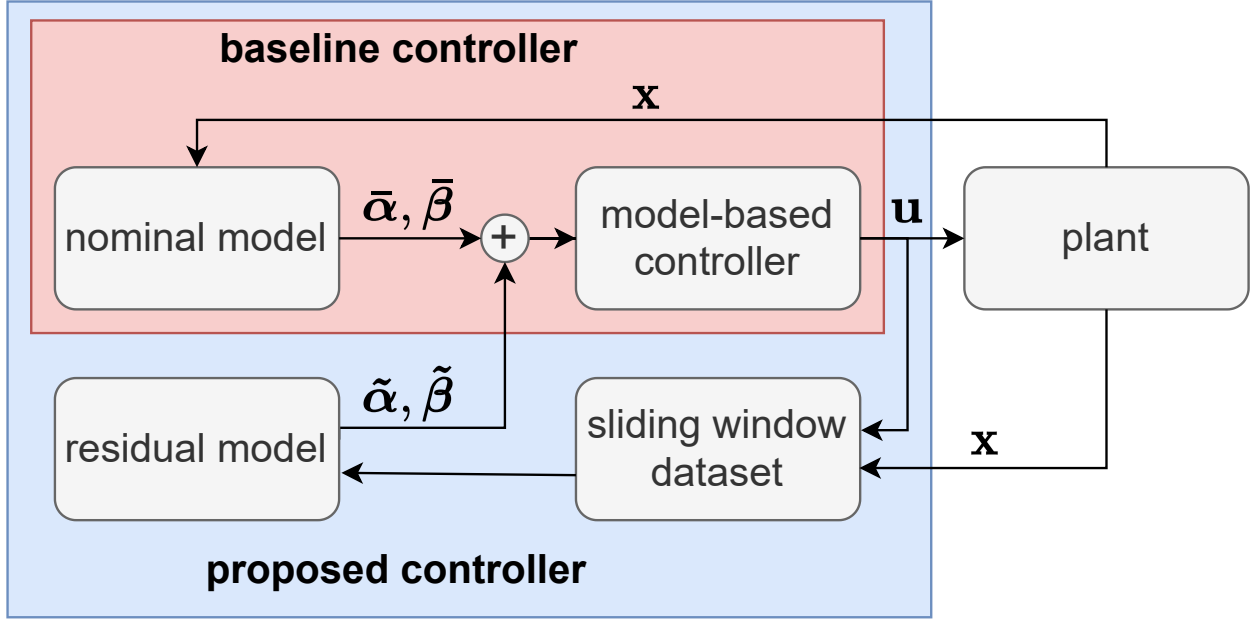 baseline controller
x
nominal model
ᾱ, β̄
+
model-based
controller
u
plant
α̃, β̃
residual model
sliding window
dataset
x
proposed controller